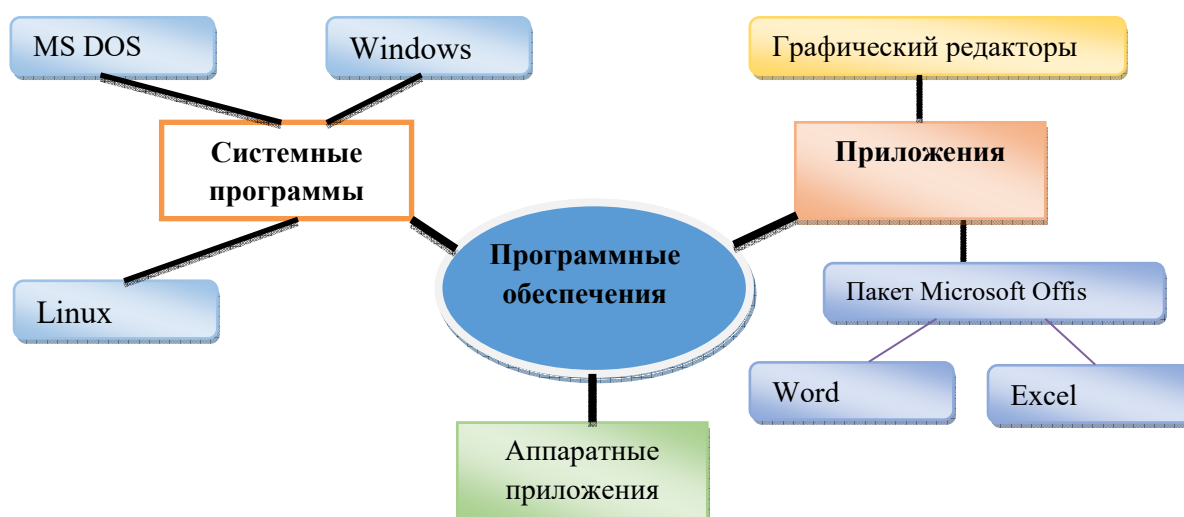 MS DOS
Windows
Графический редакторы
Системные
программы
Приложения
Программные
обеспечения
Linux
Пакет Microsoft Offis
Word
Excel
Аппаратные
приложения